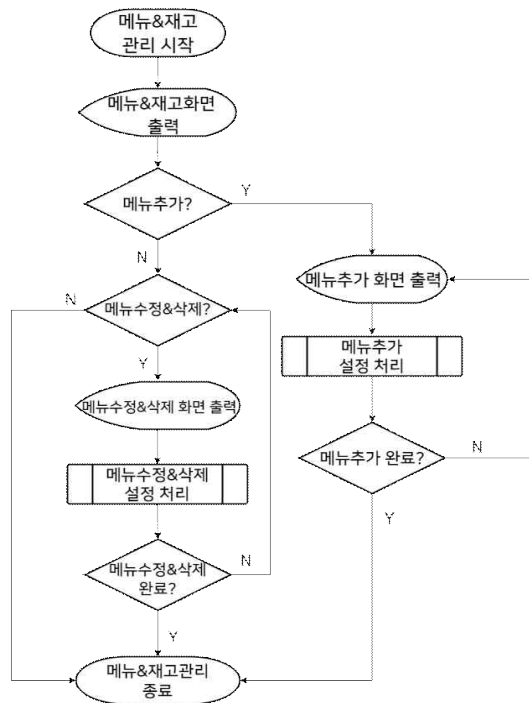 메뉴&재고
관리 시작
메뉴&재고화면
출력
메뉴추가?
Y
N
메뉴추가 화면 출력
N
메뉴수정&삭제?
Y
메뉴추가
설정 처리
메뉴수정&삭제 화면 출력
메뉴추가 완료?
N
메뉴수정&삭제
설정 처리
Y
메뉴수정&삭제
완료?
N
Y
메뉴&재고관리
종료